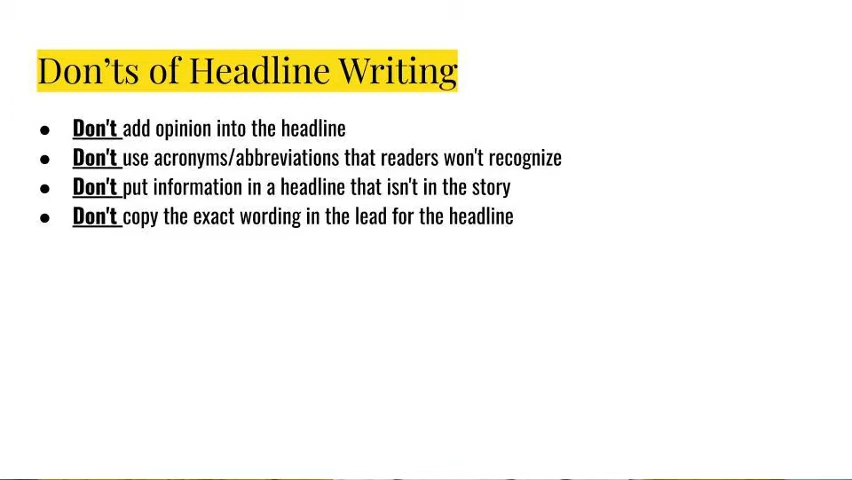 Don’ts of Headline Writing
● Don't add opinion into the headline
● Don't use acronyms/abbreviations that readers won't recognize
● Don't put information in a headline that isn't in the story
● Don't copy the exact wording in the lead for the headline